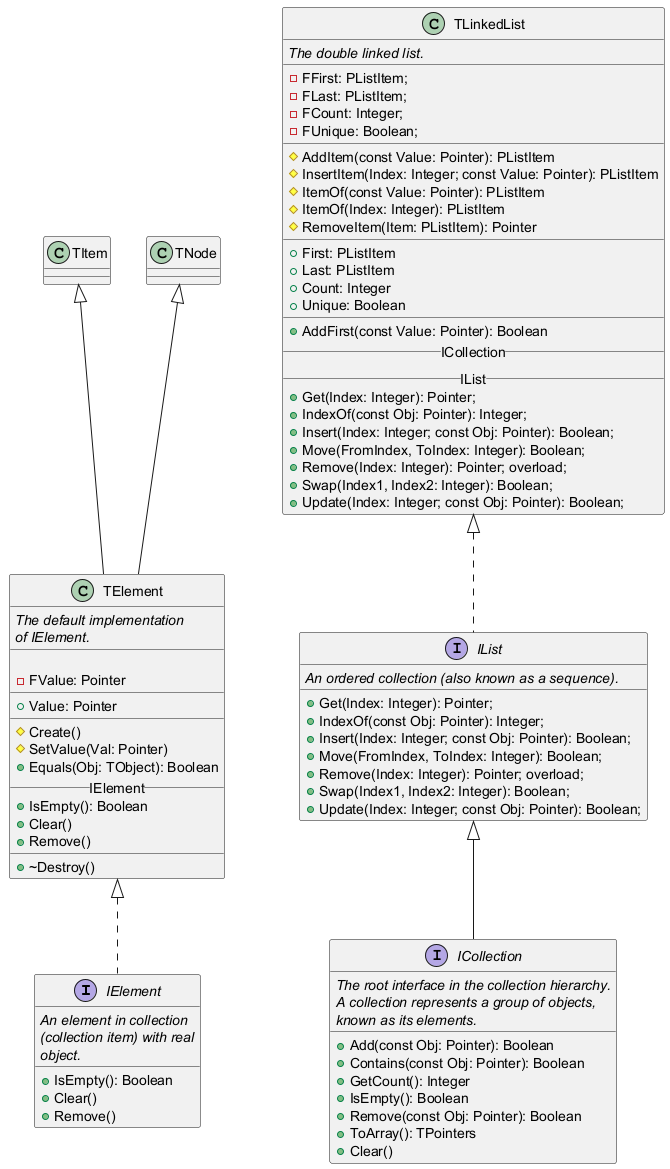 C TLinkedList
The double linked list.
FFirst: PListItem;
FLast: PListItem;
FCount: Integer;
FUnique: Boolean;
AddItem(const Value: Pointer): PListItem
InsertItem(Index: Integer; const Value: Pointer): PListItem
ItemOf(const Value: Pointer): PListItem
ItemOf(Index: Integer): PListItem
RemoveItem(Item: PListItem): Pointer
First: PListItem
Last: PListItem
Count: Integer
Unique: Boolean
AddFirst(const Value: Pointer): Boolean
ICollection
IList
Get(Index: Integer): Pointer;
IndexOf(const Obj: Pointer): Integer;
Insert(Index: Integer; const Obj: Pointer): Boolean;
Move(FromIndex, ToIndex: Integer): Boolean;
Remove(Index: Integer): Pointer; overload;
Swap(Index1, Index2: Integer): Boolean;
Update(Index: Integer; const Obj: Pointer): Boolean;
C TItem
C TNode
C TElement
The default implementation
of IElement.
FValue: Pointer
Value: Pointer
Create()
SetValue(Val: Pointer)
Equals(Obj: TObject): Boolean
IElement
IsEmpty(): Boolean
Clear()
Remove()
~Destroy()
I IList
An ordered collection (also known as a sequence).
Get(Index: Integer): Pointer;
IndexOf(const Obj: Pointer): Integer;
Insert(Index: Integer; const Obj: Pointer): Boolean;
Move(FromIndex, ToIndex: Integer): Boolean;
Remove(Index: Integer): Pointer; overload;
Swap(Index1, Index2: Integer): Boolean;
Update(Index: Integer; const Obj: Pointer): Boolean;
I IElement
An element in collection
(collection item) with real
object.
IsEmpty(): Boolean
Clear()
Remove()
I ICollection
The root interface in the collection hierarchy.
A collection represents a group of objects,
known as its elements.
Add(const Obj: Pointer): Boolean
Contains(const Obj: Pointer): Boolean
GetCount(): Integer
IsEmpty(): Boolean
Remove(const Obj: Pointer): Boolean
ToArray(): TPointers
Clear()